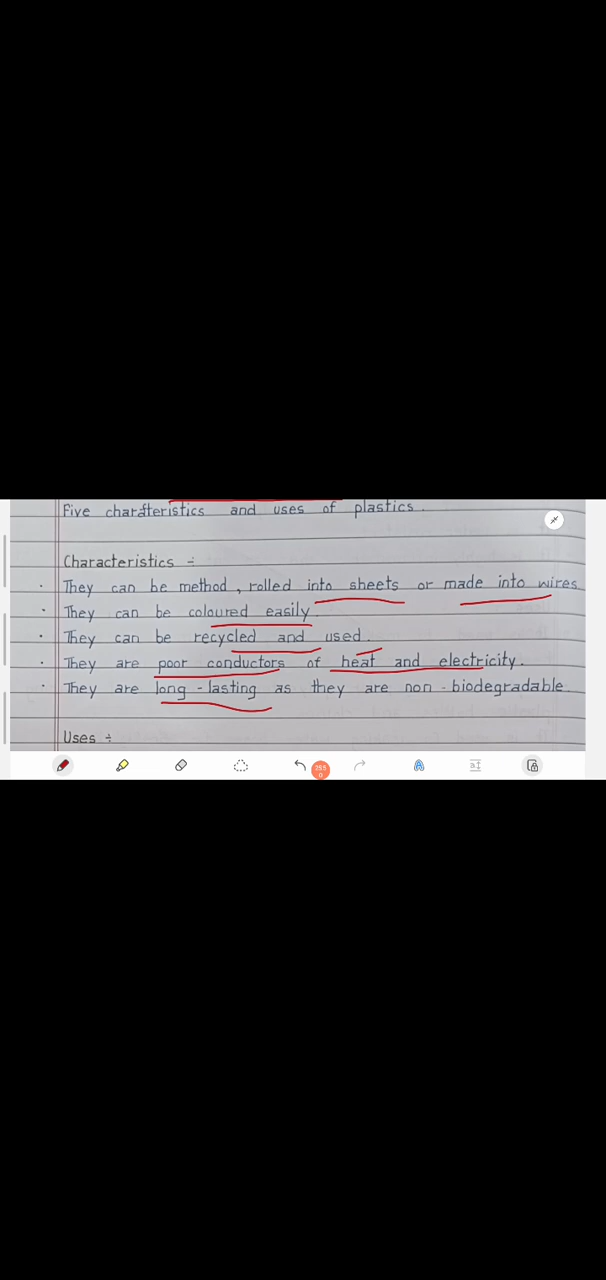 Five charàteristics and uses of plastics.
Characteristics :-
· They can be method, rolled into sheets or made into wires
· They can be coloured easily.
· They can be recycled and used.
· They are poor conductors of heat and electricity.
· They are long-lasting as they are non-biodegradable.
Uses ÷